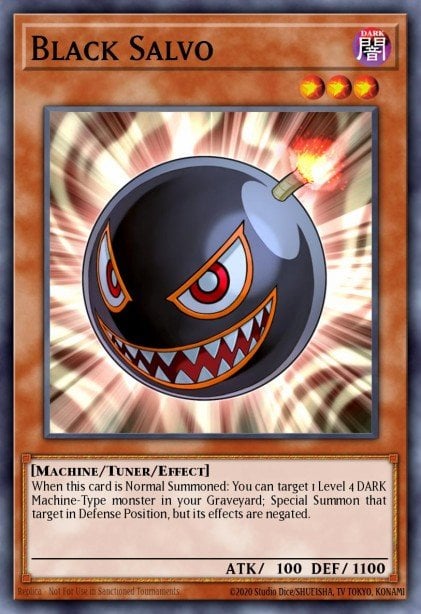 Black Salvo
DARK
闇
[Machine/Tuner/Effect]
When this card is Normal Summoned: You can target 1 Level 4 DARK
Machine-Type monster in your Graveyard; Special Summon that
target in Defense Position, but its effects are negated.
ATK/ 100 DEF/1100
Replica - Not For Use in Sanctioned Tournaments
©2020 Studio Dice/SHUEISHA, TV TOKYO, KONAMI